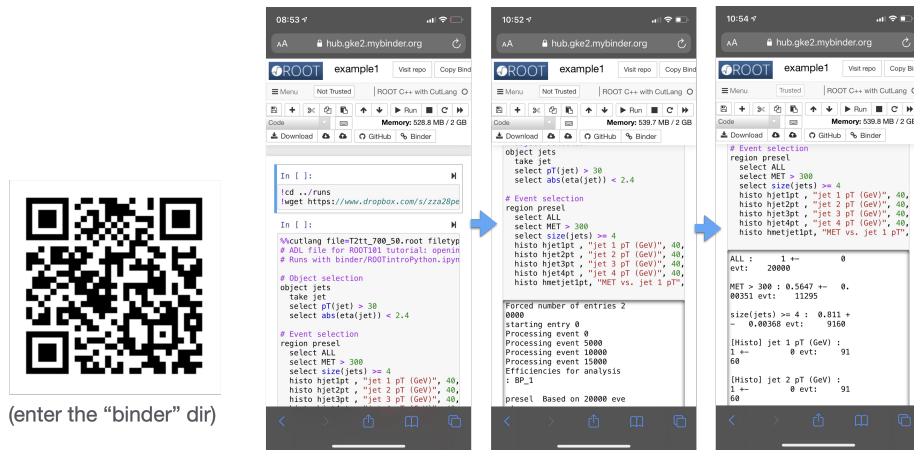 (enter the “binder” dir)
08:53
AA hub.gke2.mybinder.org
ROOT example1 Visit repo Copy Bind
Menu Not Trusted ROOT C++ with CutLang
Run
Code Memory: 528.8 MB / 2 GB
Download GitHub Binder
In [ ]:
!cd ../runs
!wget https://www.dropbox.com/s/zza28pe
In [ ]:
%%cutlang file=T2tt_700_50.root filetyp
# ADL file for ROOT101 tutorial: openin
# Runs with binder/ROOTintroPython.ipyn
# Object selection
object jets
take jet
select pT(jet) > 30
select abs(eta(jet)) < 2.4
# Event selection
region presel
select ALL
select MET > 300
select size(jets) >= 4
histo hjet1pt , "jet 1 pT (GeV)", 40,
histo hjet2pt , "jet 2 pT (GeV)", 40,
histo hjet3pt , "jet 3 pT (GeV)", 40,
10:52
AA hub.gke2.mybinder.org
ROOT example1 Visit repo Copy Bind
Menu Not Trusted ROOT C++ with CutLang
Run
Code Memory: 539.7 MB / 2 GB
Download GitHub Binder
object jets
take jet
select pT(jet) > 30
select abs(eta(jet)) < 2.4
# Event selection
region presel
select ALL
select MET > 300
select size(jets) >= 4
histo hjet1pt , "jet 1 pT (GeV)", 40,
histo hjet2pt , "jet 2 pT (GeV)", 40,
histo hjet3pt , "jet 3 pT (GeV)", 40,
histo hjet4pt , "jet 4 pT (GeV)", 40,
histo hmetjet1pt, "MET vs. jet 1 pT",
Forced number of entries 2
0000
starting entry 0
Processing event 0
Processing event 5000
Processing event 10000
Processing event 15000
Efficiencies for analysis
: BP_1
presel Based on 20000 eve
10:54
AA hub.gke2.mybinder.org
ROOT example1 Visit repo Copy Bi
Menu Trusted ROOT C++ with CutLang
Run
Code Memory: 539.8 MB / 2 GB
Download GitHub Binder
# Event selection
region presel
select ALL
select MET > 300
select size(jets) >= 4
histo hjet1pt , "jet 1 pT (GeV)", 40,
histo hjet2pt , "jet 2 pT (GeV)", 40,
histo hjet3pt , "jet 3 pT (GeV)", 40,
histo hjet4pt , "jet 4 pT (GeV)", 40,
histo hmetjet1pt, "MET vs. jet 1 pT",
ALL : 1 +- 0
evt: 20000
MET > 300 : 0.5647 +- 0.
00351 evt: 11295
size(jets) >= 4 : 0.811 +
- 0.00368 evt: 9160
[Histo] jet 1 pT (GeV) :
1 +- 0 evt: 91
60
[Histo] jet 2 pT (GeV) :
1 +- 0 evt: 91
60